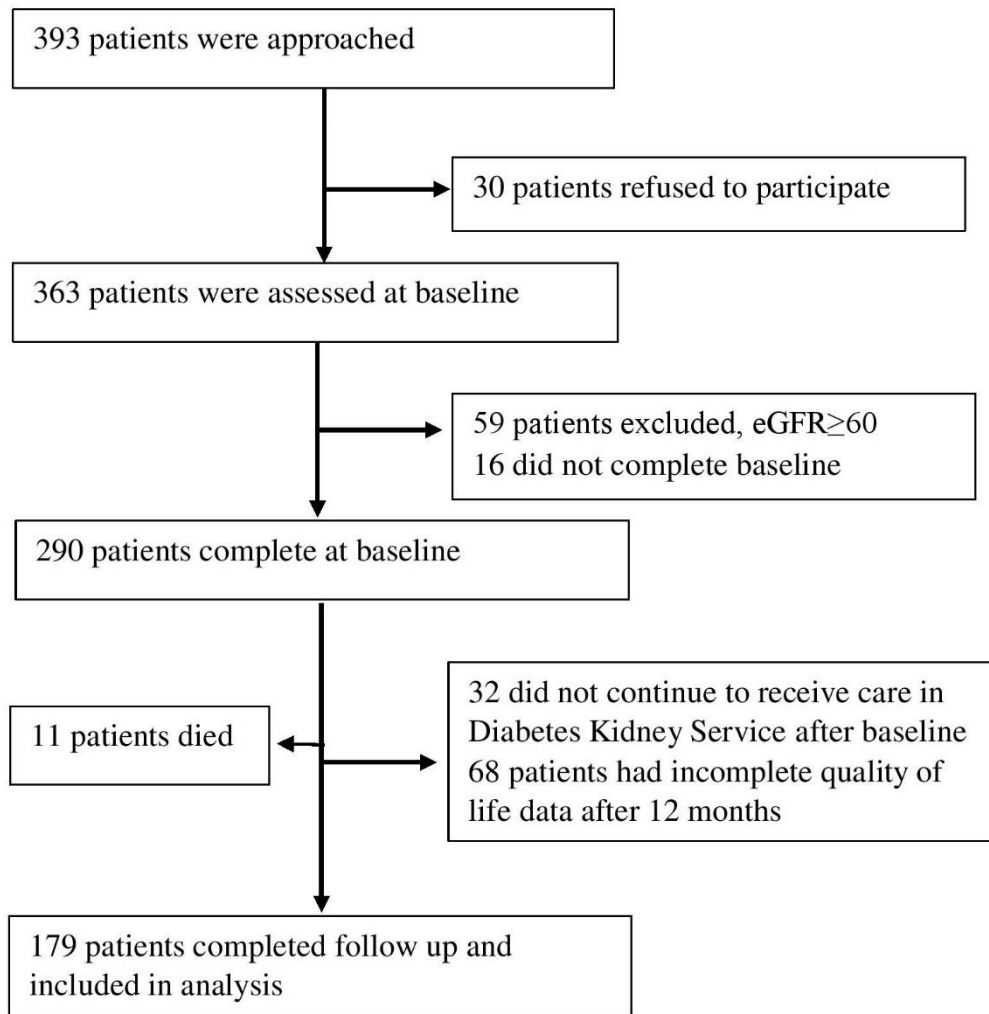 393 patients were approached
30 patients refused to participate
363 patients were assessed at baseline
59 patients excluded, eGFR≥60
16 did not complete baseline
290 patients complete at baseline
11 patients died
32 did not continue to receive care in
Diabetes Kidney Service after baseline
68 patients had incomplete quality of
life data after 12 months
179 patients completed follow up and
included in analysis